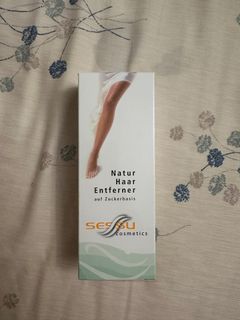 Natur
Haar
Entferner
auf Zuckerbasis
cosmetics